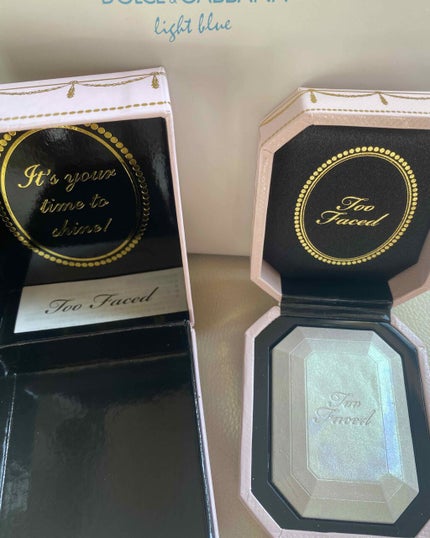 DOLCE & GABBANA
light blue
It's your
time to
shine!
Too Faced
Too
Faced
Too
Faced